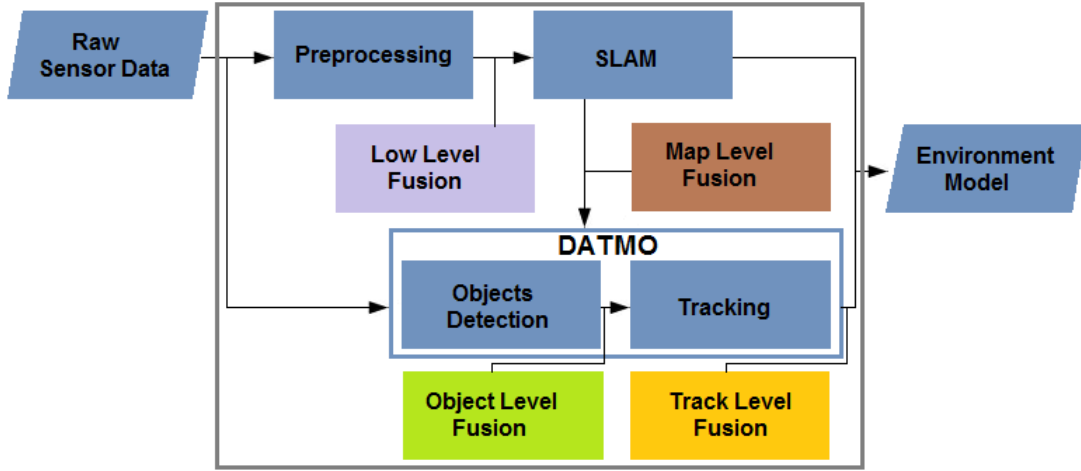 Raw
Sensor Data
Preprocessing
SLAM
Low Level
Fusion
Map Level
Fusion
Environment
Model
DATMO
Objects
Detection
Tracking
Object Level
Fusion
Track Level
Fusion